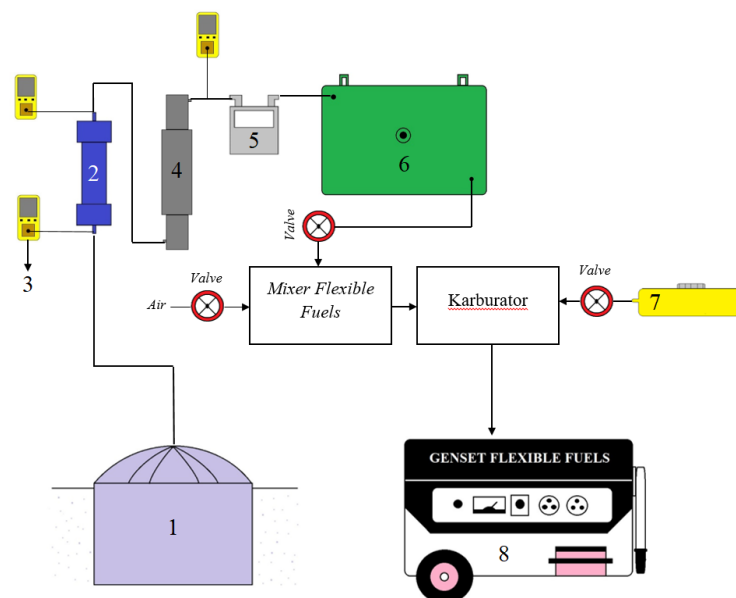 2
4
5
6
3
Valve
Valve
Air
Mixer Flexible
Fuels
Karburator
Valve
7
1
GENSET FLEXIBLE FUELS
8